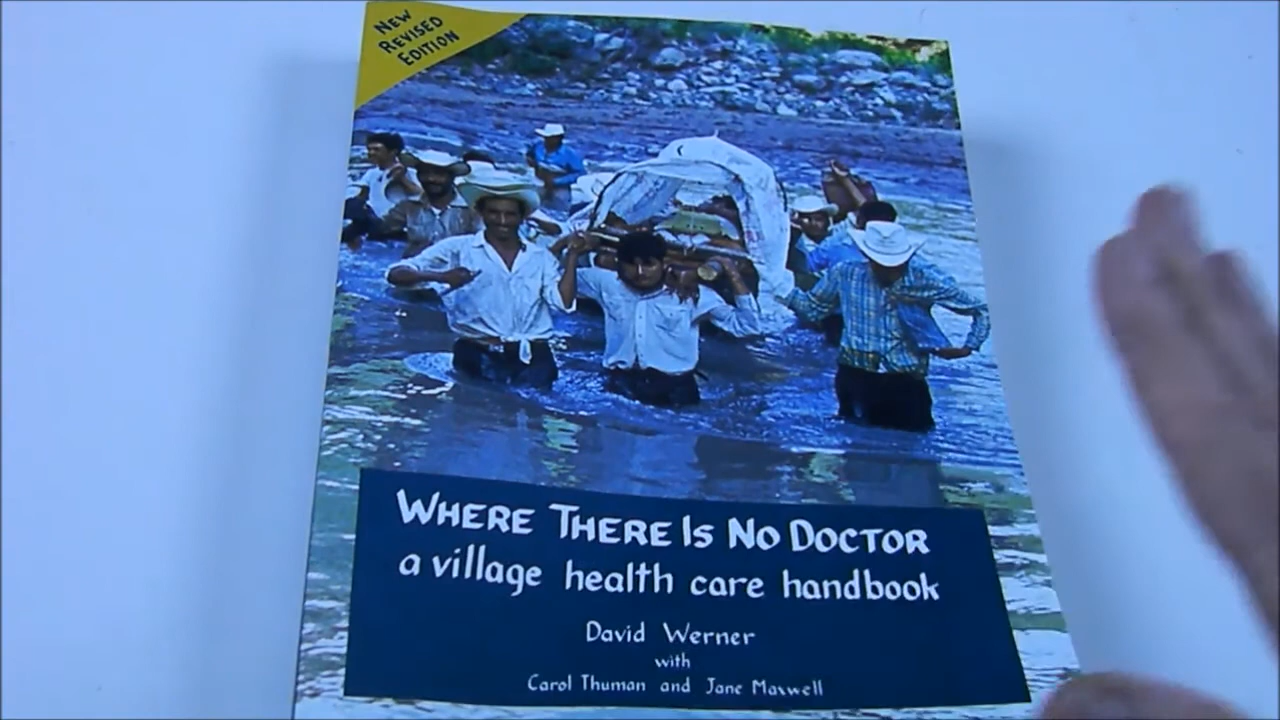 NEW
REVISED
EDITION
WHERE THERE IS NO DOCTOR
a village health care handbook
David Werner
with
Carol Thuman and Jane Maxwell